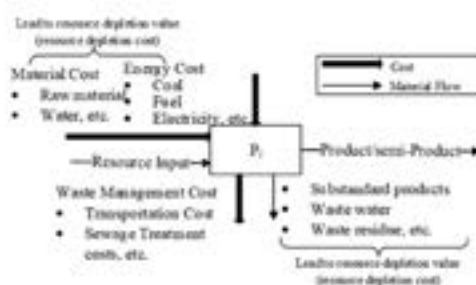 Lead to resource depletion value
(resource depletion cost)
Material Cost
• Raw material
• Water, etc.
Energy Cost
• Coal
• Fuel
• Electricity, etc.
Cost
Material Flow
Resource Input
P
Product/semi-Product
Waste Management Cost
• Transportation Cost
• Sewage Treatment
costs, etc.
• Substandard products
• Waste water
• Waste residue, etc.
Lead to resource depletion value
(resource depletion cost)